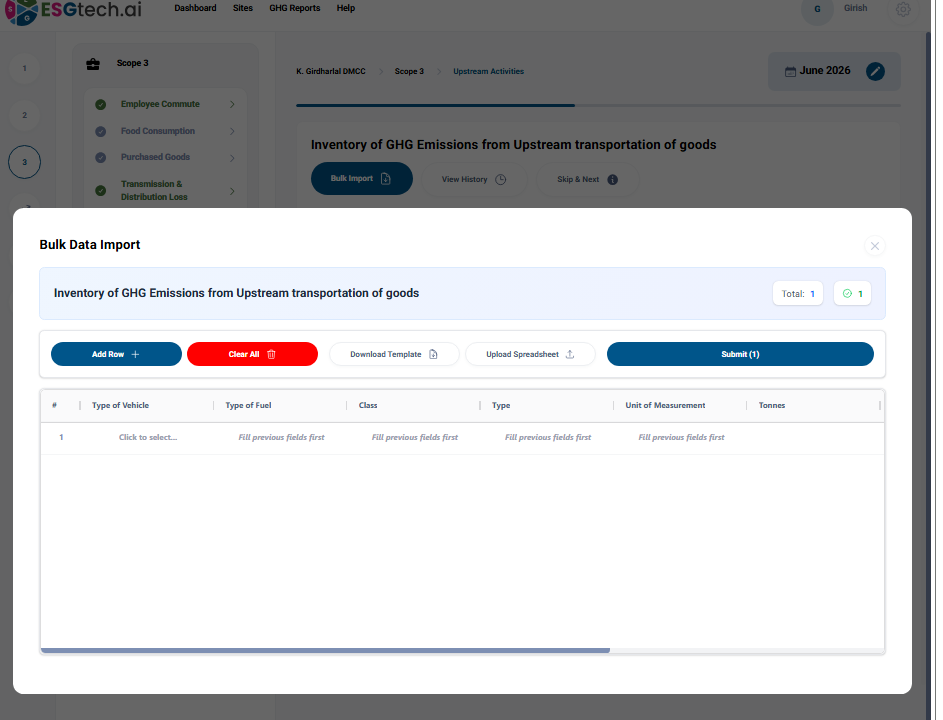 ESGtech.ai
Dashboard Sites GHG Reports Help
G Girish
1
2
3
Scope 3
Employee Commute
Food Consumption
Purchased Goods
Transmission &
Distribution Loss
K. Girdharlal DMCC > Scope 3 > Upstream Activities
June 2026
Inventory of GHG Emissions from Upstream transportation of goods
Bulk Import View History Skip & Next
Bulk Data Import
Inventory of GHG Emissions from Upstream transportation of goods
Total: 1 1
Add Row + Clear All Download Template Upload Spreadsheet Submit (1)
# Type of Vehicle Type of Fuel Class Type Unit of Measurement Tonnes
1 Click to select... Fill previous fields first Fill previous fields first Fill previous fields first Fill previous fields first